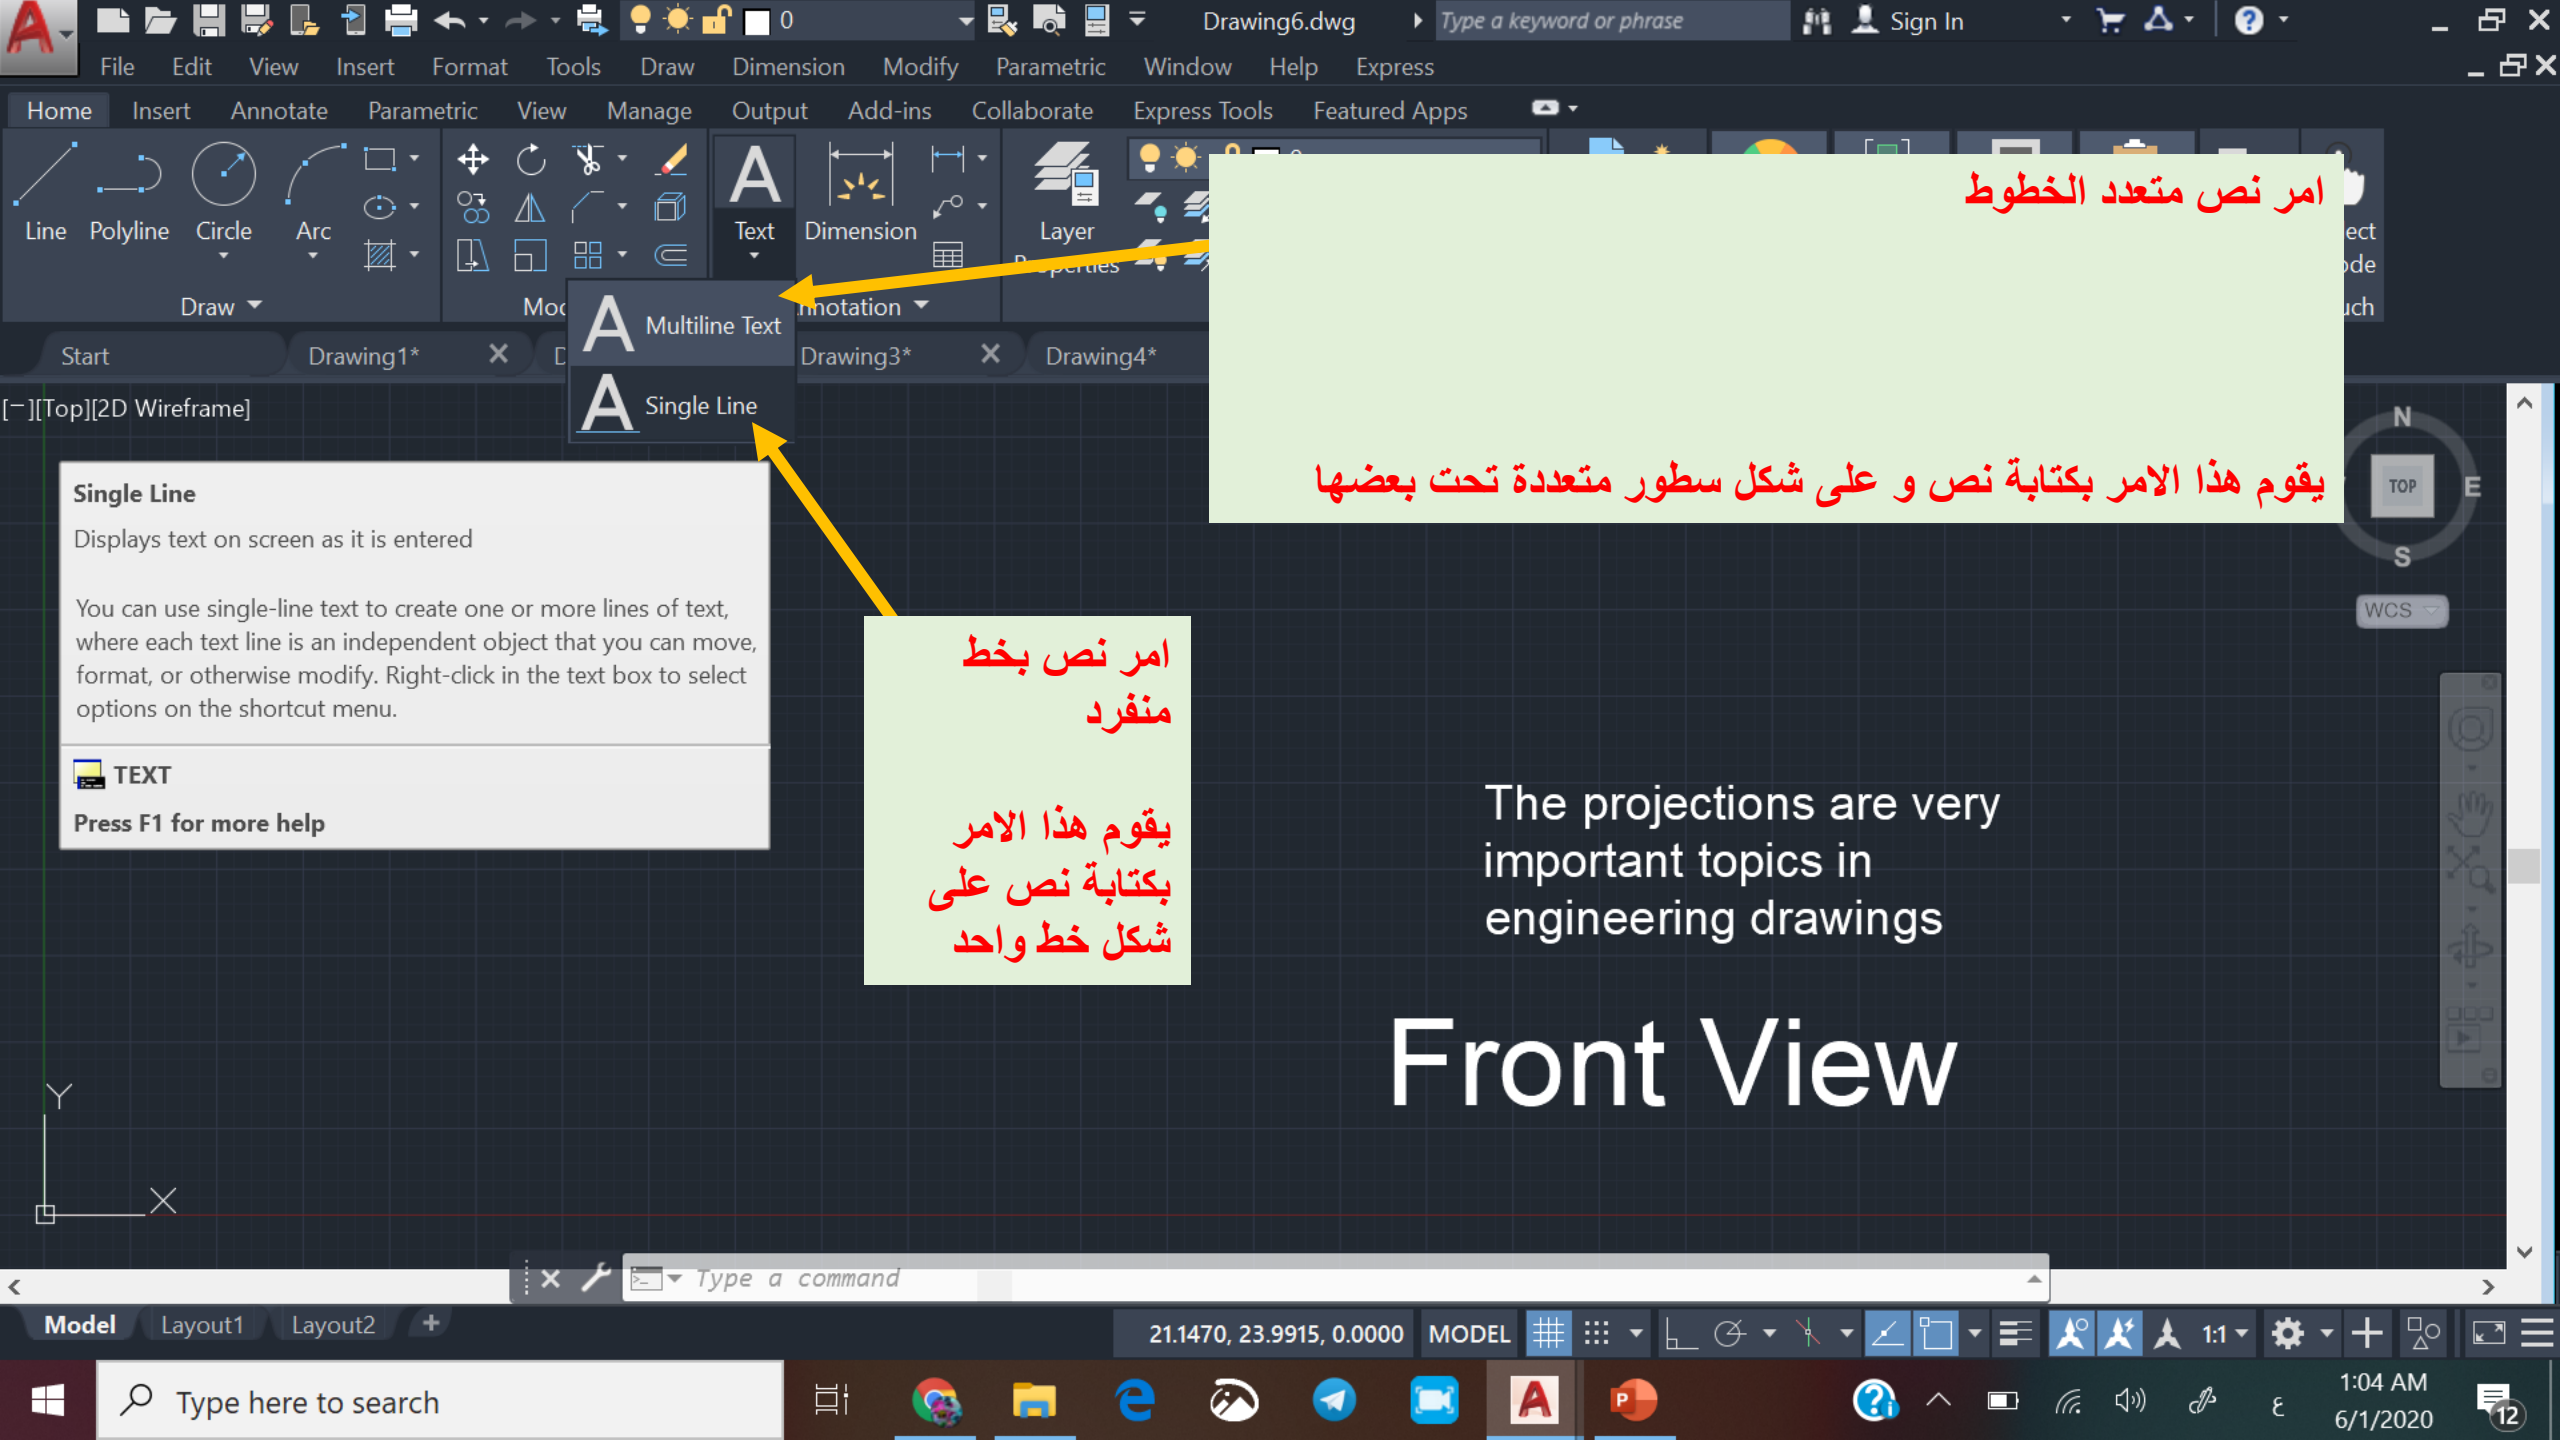 0
Drawing6.dwg
Type a keyword or phrase
Sign In
File Edit View Insert Format Tools Draw Dimension Modify Parametric Window Help Express
Home Insert Annotate Parametric View Manage Output Add-ins Collaborate Express Tools Featured Apps
Line Polyline Circle Arc
Text
Dimension
Layer
Draw
Multiline Text
Single Line
Start
Drawing1*
Drawing3*
Drawing4*
امر نص متعدد الخطوط
يقوم هذا الامر بكتابة نص و على شكل سطور متعددة تحت بعضها
[−][Top][2D Wireframe]
Single Line
Displays text on screen as it is entered
You can use single-line text to create one or more lines of text,
where each text line is an independent object that you can move,
format, or otherwise modify. Right-click in the text box to select
options on the shortcut menu.
TEXT
Press F1 for more help
امر نص بخط
منفرد
يقوم هذا الامر
بكتابة نص على
شكل خط واحد
N
TOP
E
S
WCS
The projections are very
important topics in
engineering drawings
Front View
Y
X
Type a command
Model Layout1 Layout2 +
21.1470, 23.9915, 0.0000 MODEL
1:1
Type here to search
ع
1:04 AM
6/1/2020
12